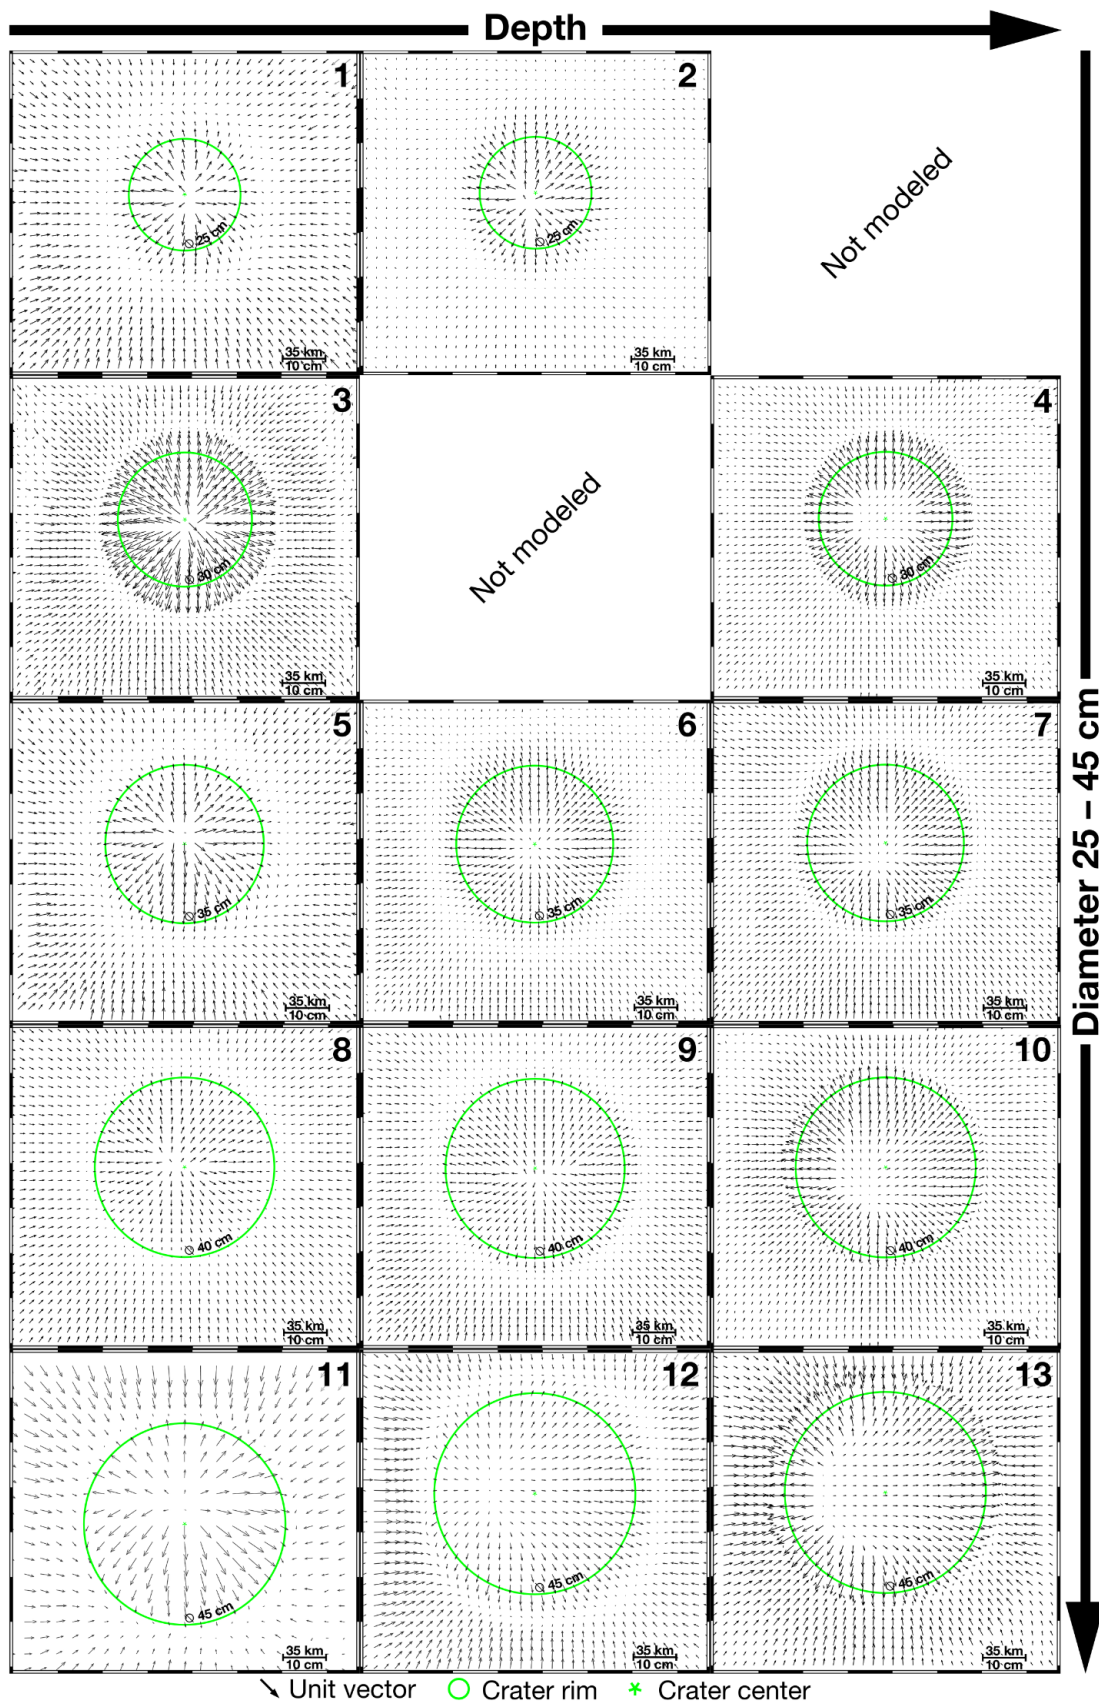 Depth
1
2
Not modeled
∅ 25 cm
∅ 25 cm
35 km
10 cm
35 km
10 cm
3
Not modeled
4
∅ 30 cm
∅ 30 cm
35 km
10 cm
35 km
10 cm
5
6
7
∅ 35 cm
∅ 35 cm
∅ 35 cm
35 km
10 cm
35 km
10 cm
35 km
10 cm
8
9
10
∅ 40 cm
∅ 40 cm
∅ 40 cm
35 km
10 cm
35 km
10 cm
35 km
10 cm
11
12
13
∅ 45 cm
∅ 45 cm
∅ 45 cm
35 km
10 cm
35 km
10 cm
35 km
10 cm
Diameter 25 – 45 cm
Unit vector
Crater rim
Crater center